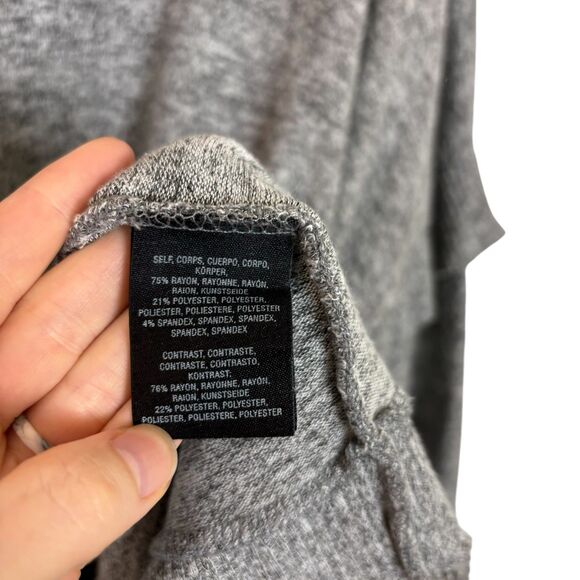 SELF, CORPS, CUERPO, CORPO,
KÖRPER,
75% RAYON, RAYONNE, RAYÓN,
RAION, KUNSTSEIDE
21% POLYESTER, POLYESTER,
POLIESTER, POLIESTERE, POLYESTER
4% SPANDEX, SPANDEX, SPANDEX,
SPANDEX, SPANDEX
CONTRAST, CONTRASTE,
CONTRASTE, CONTRASTO,
KONTRAST:
76% RAYON, RAYONNE, RAYÓN,
RAION, KUNSTSEIDE
22% POLYESTER, POLYESTER,
POLIESTER, POLIESTERE, POLYESTER